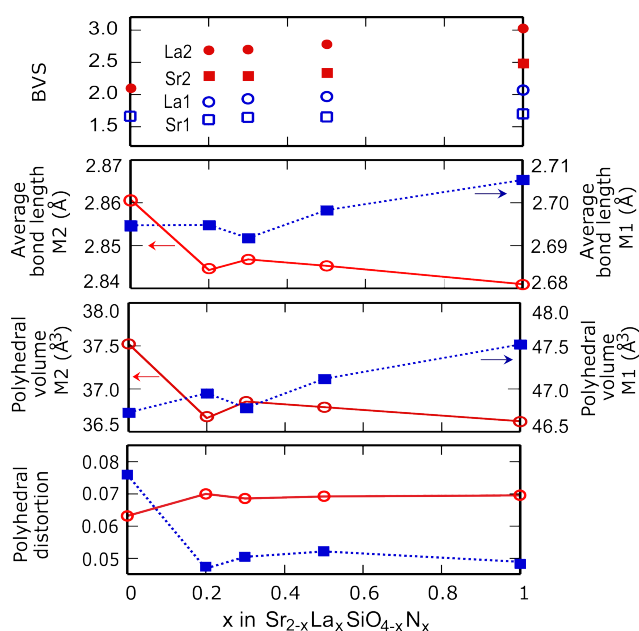 3.0
2.5
2.0
1.5
BVS
La2
Sr2
La1
Sr1
2.87
2.86
2.85
2.84
Average
bond length
M2 (Å)
2.71
2.70
2.69
2.68
Average
bond length
M1 (Å)
38.0
37.5
37.0
36.5
Polyhedral
volume
M2 (Å³)
48.0
47.5
47.0
46.5
Polyhedral
volume
M1 (Å³)
0.08
0.07
0.06
0.05
Polyhedral
distortion
0 0.2 0.4 0.6 0.8 1
x in Sr₂₋ₓLaₓSiO₄₋ₓNₓ